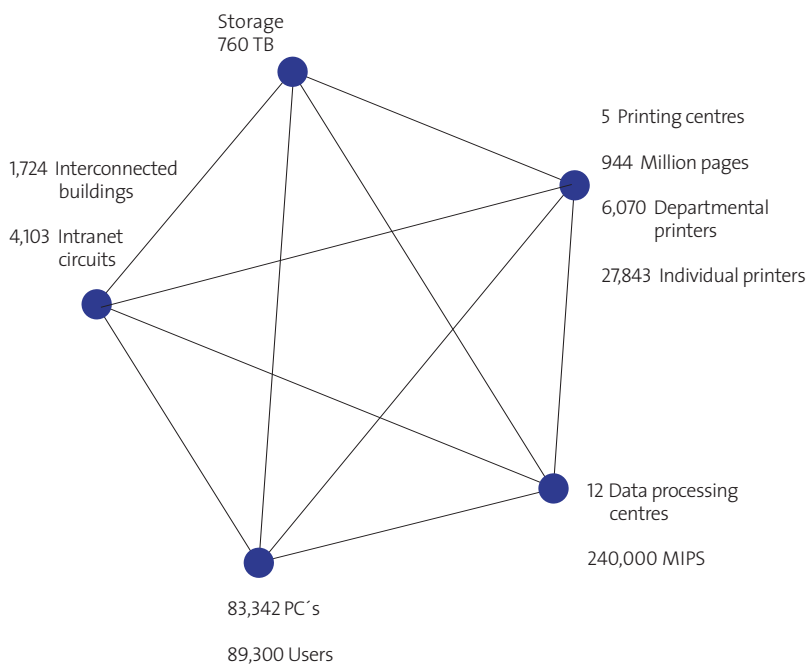 Storage
760 TB
5 Printing centres
944 Million pages
6,070 Departmental
printers
27,843 Individual printers
1,724 Interconnected
buildings
4,103 Intranet
circuits
12 Data processing
centres
240,000 MIPS
83,342 PC´s
89,300 Users